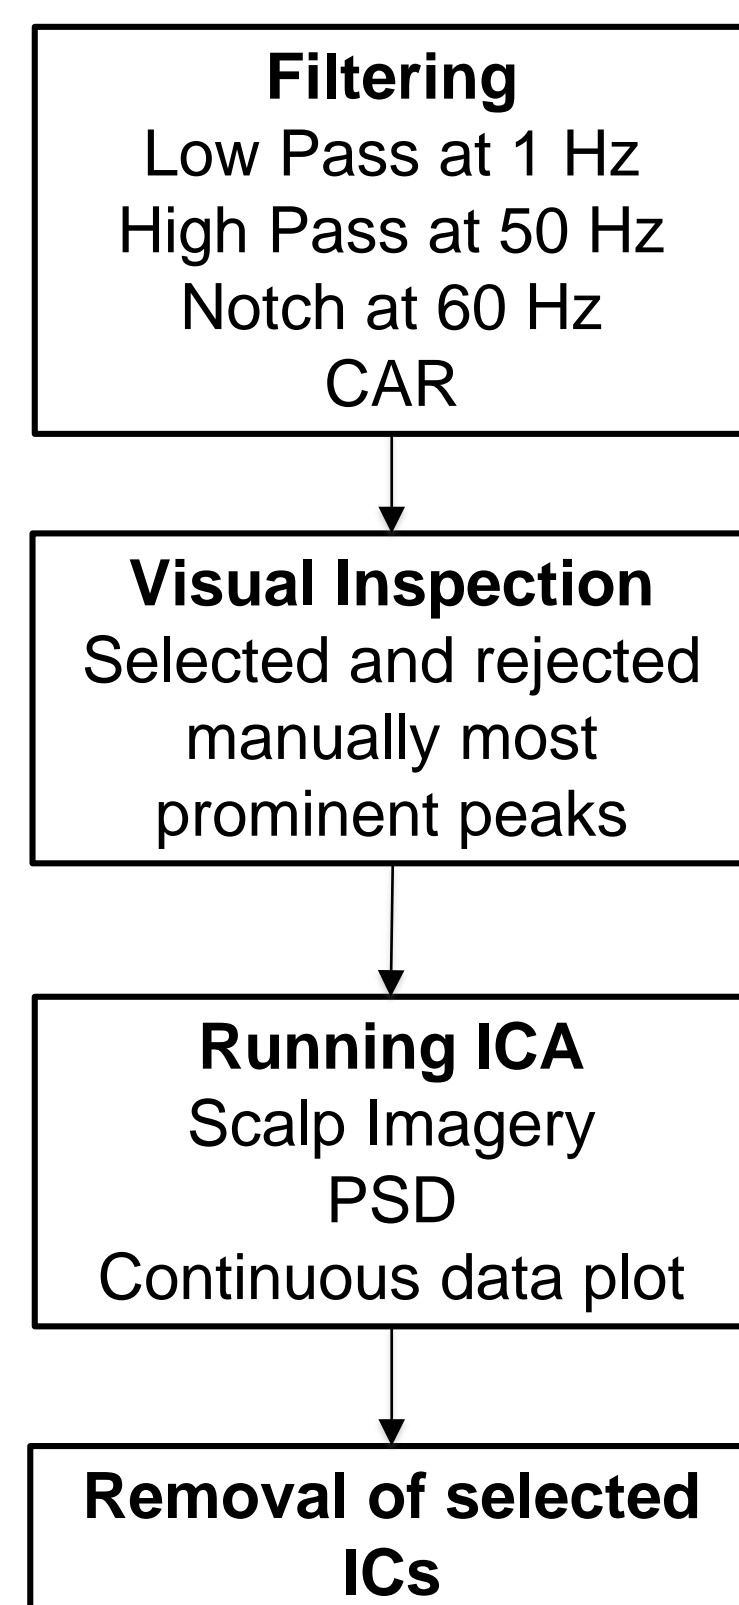 Filtering
Low Pass at 1 Hz
High Pass at 50 Hz
Notch at 60 Hz
CAR
Visual Inspection
Selected and rejected
manually most
prominent peaks
Running ICA
Scalp Imagery
PSD
Continuous data plot
Removal of selected
ICs